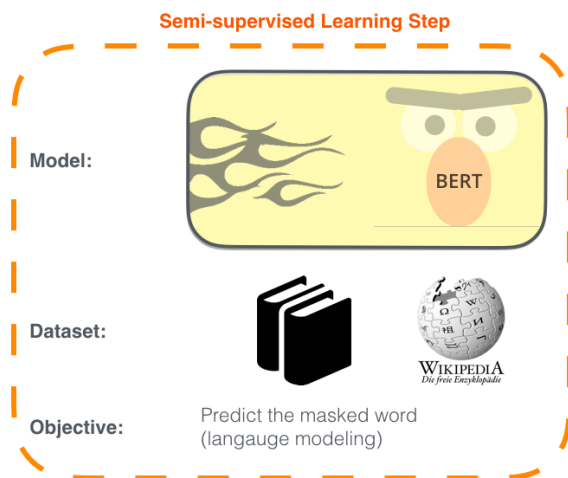 Semi-supervised Learning Step
Model:
BERT
Dataset:
WIKIPEDIA
Die freie Enzyklopädie
Objective:
Predict the masked word
(langauge modeling)